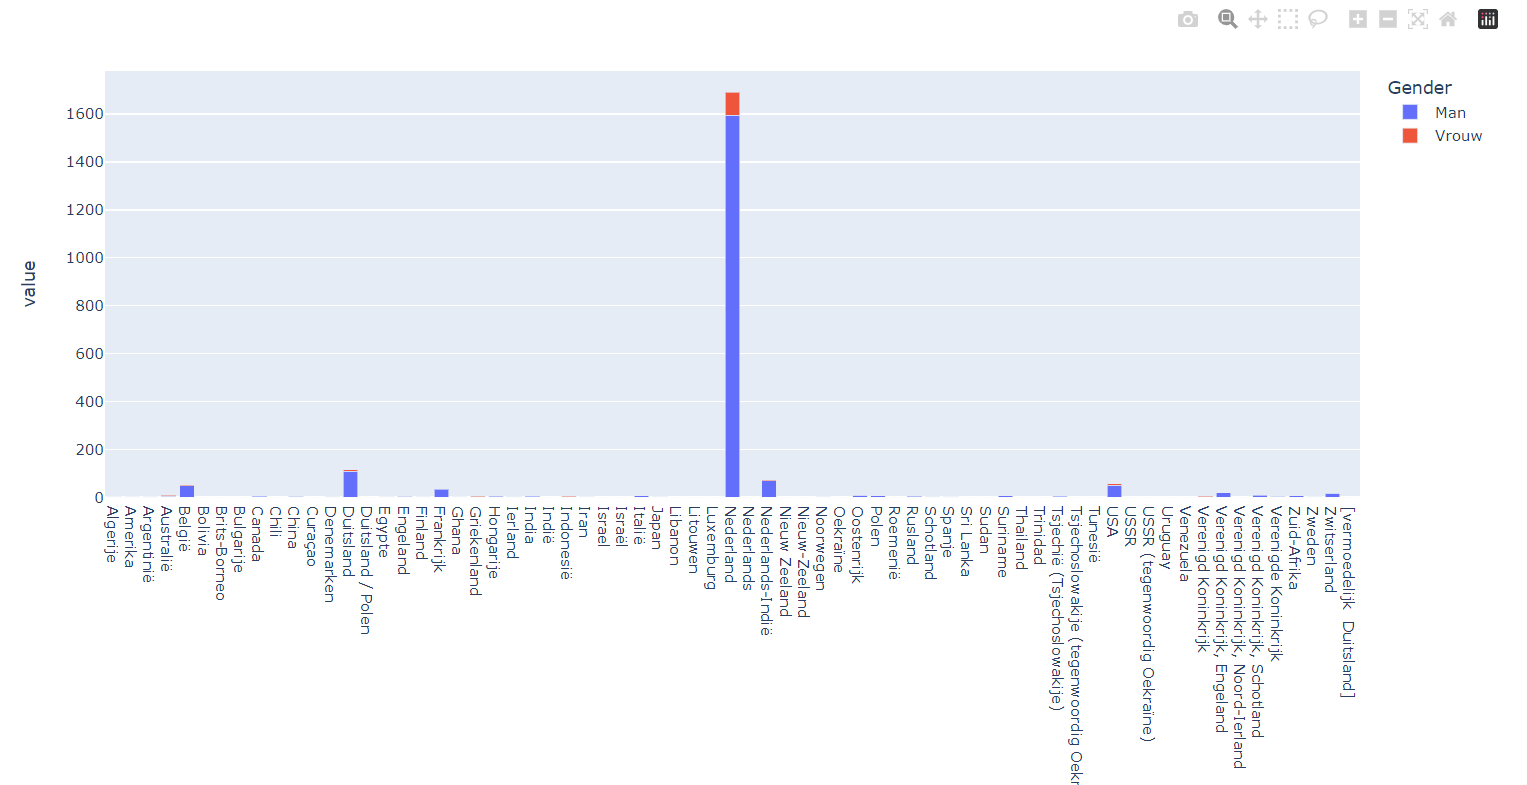 Gender
Man
Vrouw
value
1600
1400
1200
1000
800
600
400
200
0
Algerije
Amerika
Argentinië
Australië
België
Bolivia
Brits-Borneo
Bulgarije
Canada
Chili
China
Curaçao
Denemarken
Duitsland
Duitsland / Polen
Egypte
Engeland
Finland
Frankrijk
Ghana
Griekenland
Hongarije
Ierland
India
Indië
Indonesië
Iran
Israel
Israël
Italië
Japan
Libanon
Litouwen
Luxemburg
Nederland
Nederlands
Nederlands-Indië
Nieuw Zeeland
Nieuw-Zeeland
Noorwegen
Oekraïne
Oostenrijk
Polen
Roemenië
Rusland
Schotland
Spanje
Sri Lanka
Sudan
Suriname
Thailand
Trinidad
Tsjechië (Tsjechoslowakije)
Tsjechoslowakije (tegenwoordig Oekr
Tunesië
USA
USSR
USSR (tegenwoordig Oekraïne)
Uruguay
Venezuela
Verenigd Koninkrijk
Verenigd Koninkrijk, Engeland
Verenigd Koninkrijk, Noord-Ierland
Verenigd Koninkrijk, Schotland
Verenigde Koninkrijk
Zuid-Afrika
Zweden
Zwitserland
[vermoedelijk  Duitsland]